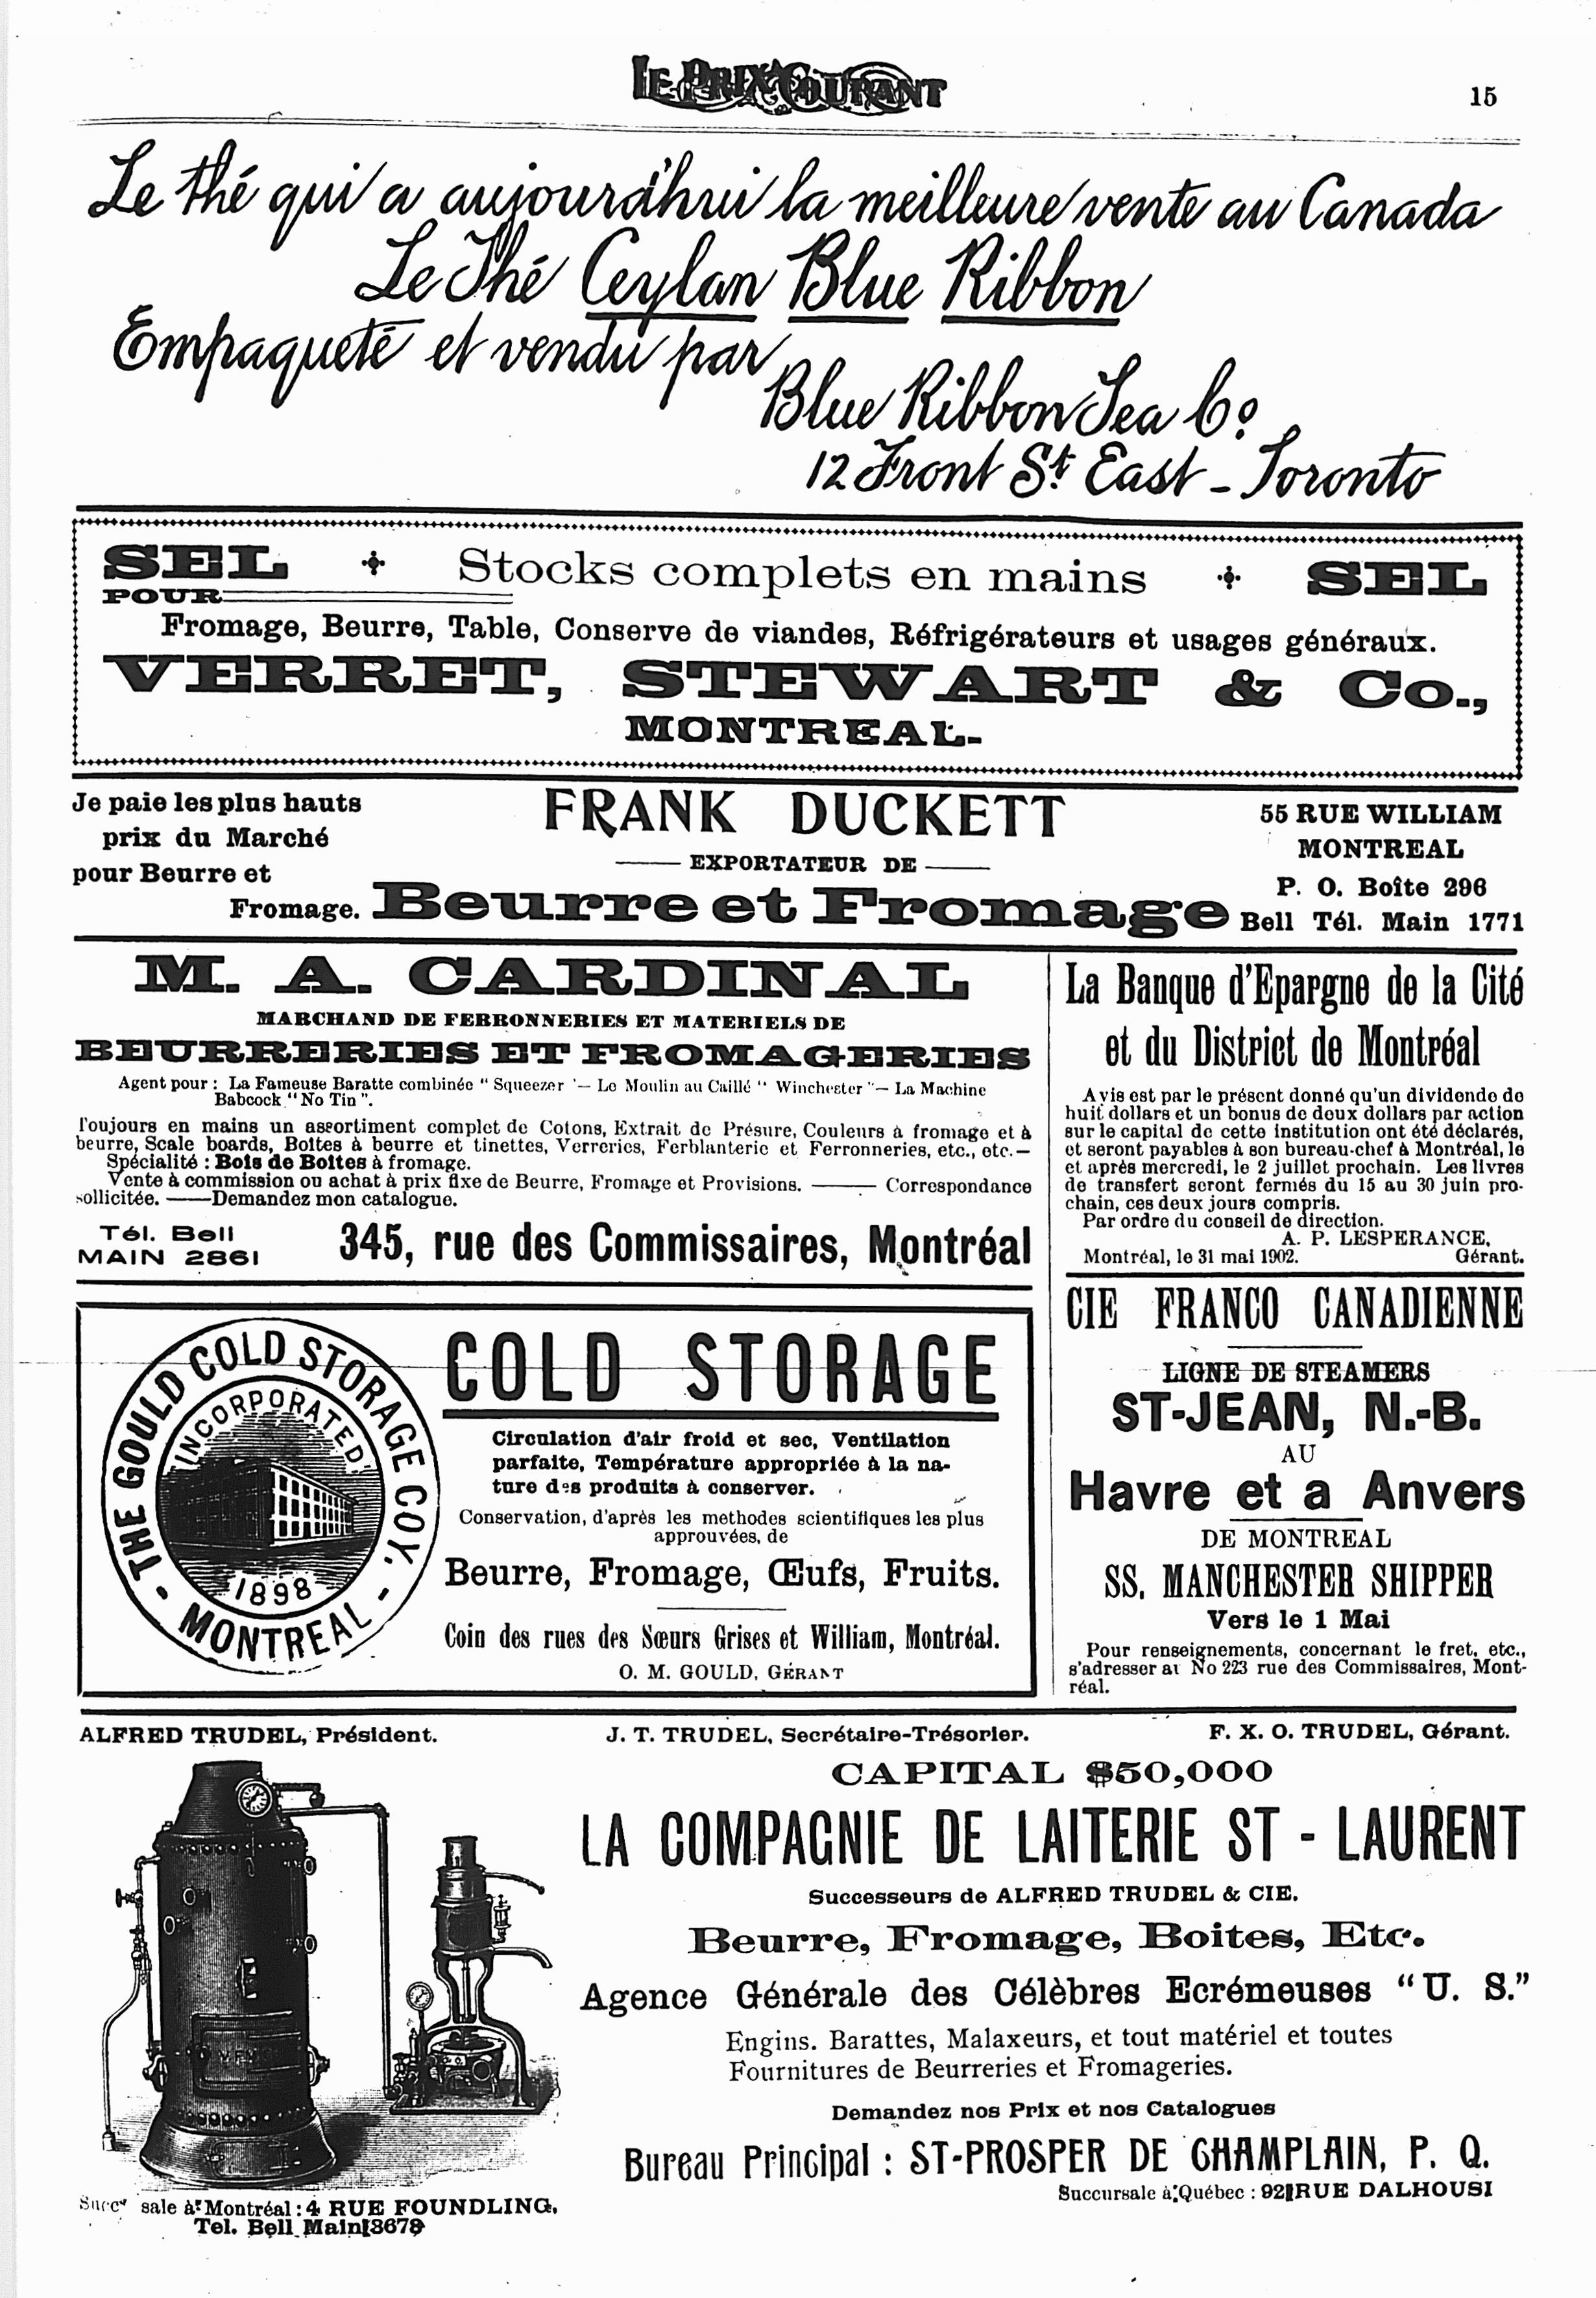 LE PRIX COURANT
15
Le thé qui a aujourd'hui la meilleure vente au Canada
Le Thé Ceylan Blue Ribbon
Empaqueté et vendu par
Blue Ribbon Tea Co.
12 Front St. East - Toronto
SEL Stocks complets en mains SEL
POUR
Fromage, Beurre, Table, Conserve de viandes, Réfrigérateurs et usages généraux.
VERRET, STEWART & Co.,
MONTREAL.
Je paie les plus hauts
prix du Marché
pour Beurre et
Fromage.
FRANK DUCKETT
EXPORTATEUR DE
Beurre et Fromage
55 RUE WILLIAM
MONTREAL
P. O. Boîte 296
Bell Tél. Main 1771
M. A. CARDINAL
MARCHAND DE FERRONNERIES ET MATERIELS DE
BEURRERIES ET FROMAGERIES
Agent pour : La Fameuse Baratte combinée "Squeezer '— Le Moulin au Caillé "Winchester"— La Machine
Babcock "No Tin".
Toujours en mains un assortiment complet de Cotons, Extrait de Présure, Couleurs à fromage et à
beurre, Scale boards, Boîtes à beurre et tinettes, Verreries, Ferblanterie et Ferronneries, etc., etc.—
Spécialité : Bois de Boîtes à fromage.
Vente à commission ou achat à prix fixe de Beurre, Fromage et Provisions. —— Correspondance
sollicitée. ——Demandez mon catalogue.
Tél. Bell
MAIN 2861
345, rue des Commissaires, Montréal
La Banque d'Epargne de la Cité
et du District de Montréal
Avis est par le présent donné qu'un dividende de
huit dollars et un bonus de deux dollars par action
sur le capital de cette institution ont été déclarés,
et seront payables à son bureau-chef à Montréal, le
et après mercredi, le 2 juillet prochain. Les livres
de transfert seront fermés du 15 au 30 juin pro-
chain, ces deux jours compris.
Par ordre du conseil de direction.
A. P. LESPERANCE,
Montréal, le 31 mai 1902. Gérant.
THE GOULD COLD STORAGE COY. - MONTREAL -
INCORPORATED
1898
COLD STORAGE
Circulation d'air froid et sec, Ventilation
parfaite, Température appropriée à la na-
ture des produits à conserver.
Conservation, d'après les methodes scientifiques les plus
approuvées, de
Beurre, Fromage, Œufs, Fruits.
Coin des rues des Sœurs Grises et William, Montréal.
O. M. GOULD, GÉRANT
CIE FRANCO CANADIENNE
LIGNE DE STEAMERS
ST-JEAN, N.-B.
AU
Havre et a Anvers
DE MONTREAL
SS. MANCHESTER SHIPPER
Vers le 1 Mai
Pour renseignements, concernant le fret, etc.,
s'adresser au No 223 rue des Commissaires, Mont-
réal.
ALFRED TRUDEL, Président. J. T. TRUDEL, Secrétaire-Trésorier. F. X. O. TRUDEL, Gérant.
CAPITAL $50,000
LA COMPAGNIE DE LAITERIE ST - LAURENT
Successeurs de ALFRED TRUDEL & CIE.
Beurre, Fromage, Boites, Etc.
Agence Générale des Célèbres Ecrémeuses "U. S."
Engins. Barattes, Malaxeurs, et tout matériel et toutes
Fournitures de Beurreries et Fromageries.
Demandez nos Prix et nos Catalogues
Bureau Principal : ST-PROSPER DE CHAMPLAIN, P. Q.
Succursale à Québec : 92 RUE DALHOUSI
sale à Montréal : 4 RUE FOUNDLING,
Tel. Bell Main 3678